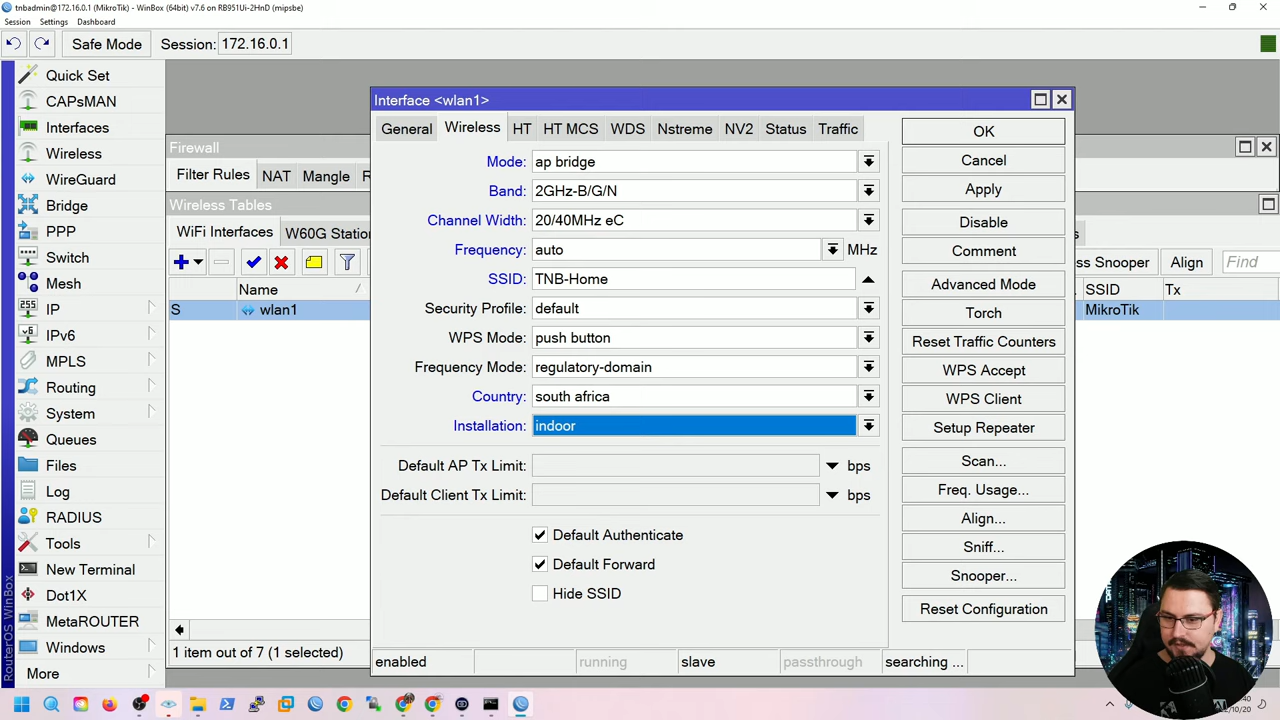 tnbadmin@172.16.0.1 (MikroTik) - WinBox (64bit) v7.6 on RB951Ui-2HnD (mipsbe)
Session Settings Dashboard
Safe Mode Session: 172.16.0.1
Quick Set
CAPsMAN
Interfaces
Wireless
WireGuard
Bridge
PPP
Switch
Mesh
IP
IPv6
MPLS
Routing
System
Queues
Files
Log
RADIUS
Tools
New Terminal
Dot1X
MetaROUTER
Windows
More
RouterOS WinBox
Firewall
Filter Rules NAT Mangle
Wireless Tables
WiFi Interfaces W60G Statio
Name
S wlan1
1 item out of 7 (1 selected)
Interface <wlan1>
General Wireless HT HT MCS WDS Nstreme NV2 Status Traffic
Mode: ap bridge
Band: 2GHz-B/G/N
Channel Width: 20/40MHz eC
Frequency: auto MHz
SSID: TNB-Home
Security Profile: default
WPS Mode: push button
Frequency Mode: regulatory-domain
Country: south africa
Installation: indoor
Default AP Tx Limit: bps
Default Client Tx Limit: bps
Default Authenticate
Default Forward
Hide SSID
enabled running slave passthrough searching ...
OK
Cancel
Apply
Disable
Comment
Advanced Mode
Torch
Reset Traffic Counters
WPS Accept
WPS Client
Setup Repeater
Scan...
Freq. Usage...
Align...
Sniff...
Snooper...
Reset Configuration
ss Snooper Align Find
SSID Tx
MikroTik